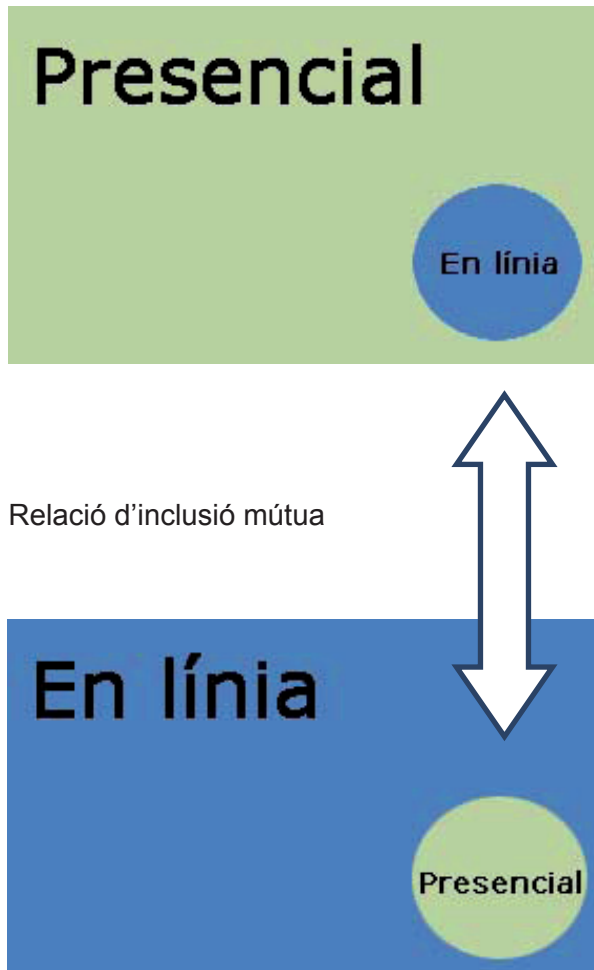 Presencial
En línia
Relació d’inclusió mútua
En línia
Presencial